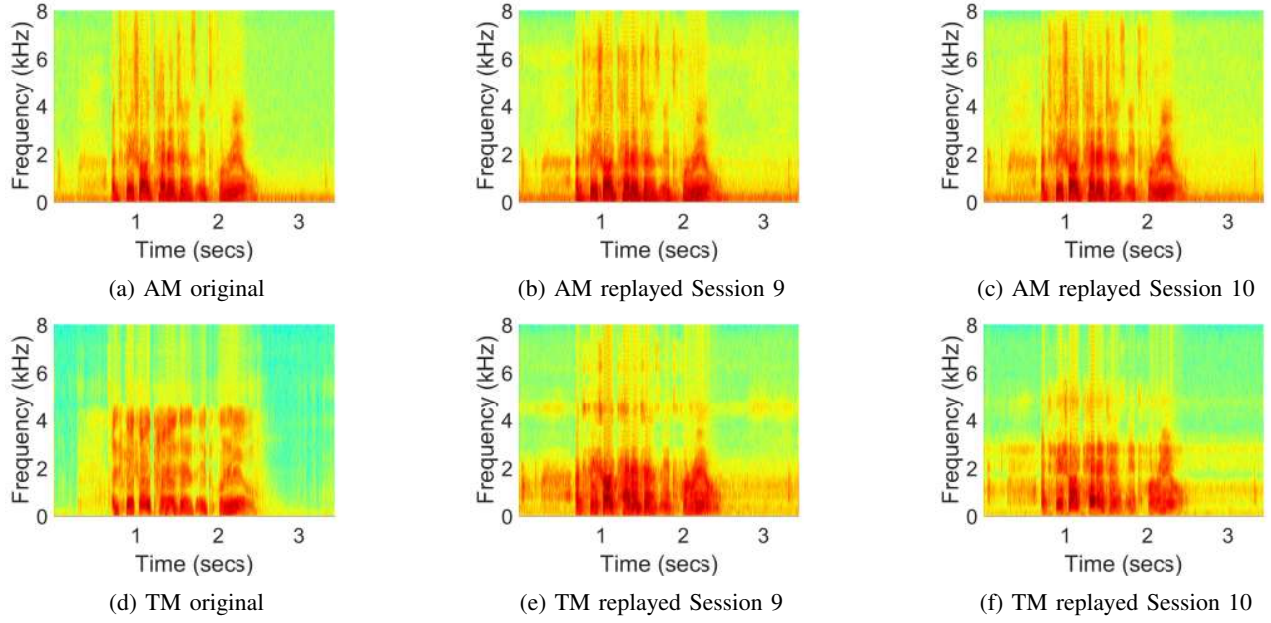 8
6
4
2
0
Frequency (kHz)
1 2 3
Time (secs)
(a) AM original
8
6
4
2
0
Frequency (kHz)
1 2 3
Time (secs)
(b) AM replayed Session 9
8
6
4
2
0
Frequency (kHz)
1 2 3
Time (secs)
(c) AM replayed Session 10
8
6
4
2
0
Frequency (kHz)
1 2 3
Time (secs)
(d) TM original
8
6
4
2
0
Frequency (kHz)
1 2 3
Time (secs)
(e) TM replayed Session 9
8
6
4
2
0
Frequency (kHz)
1 2 3
Time (secs)
(f) TM replayed Session 10